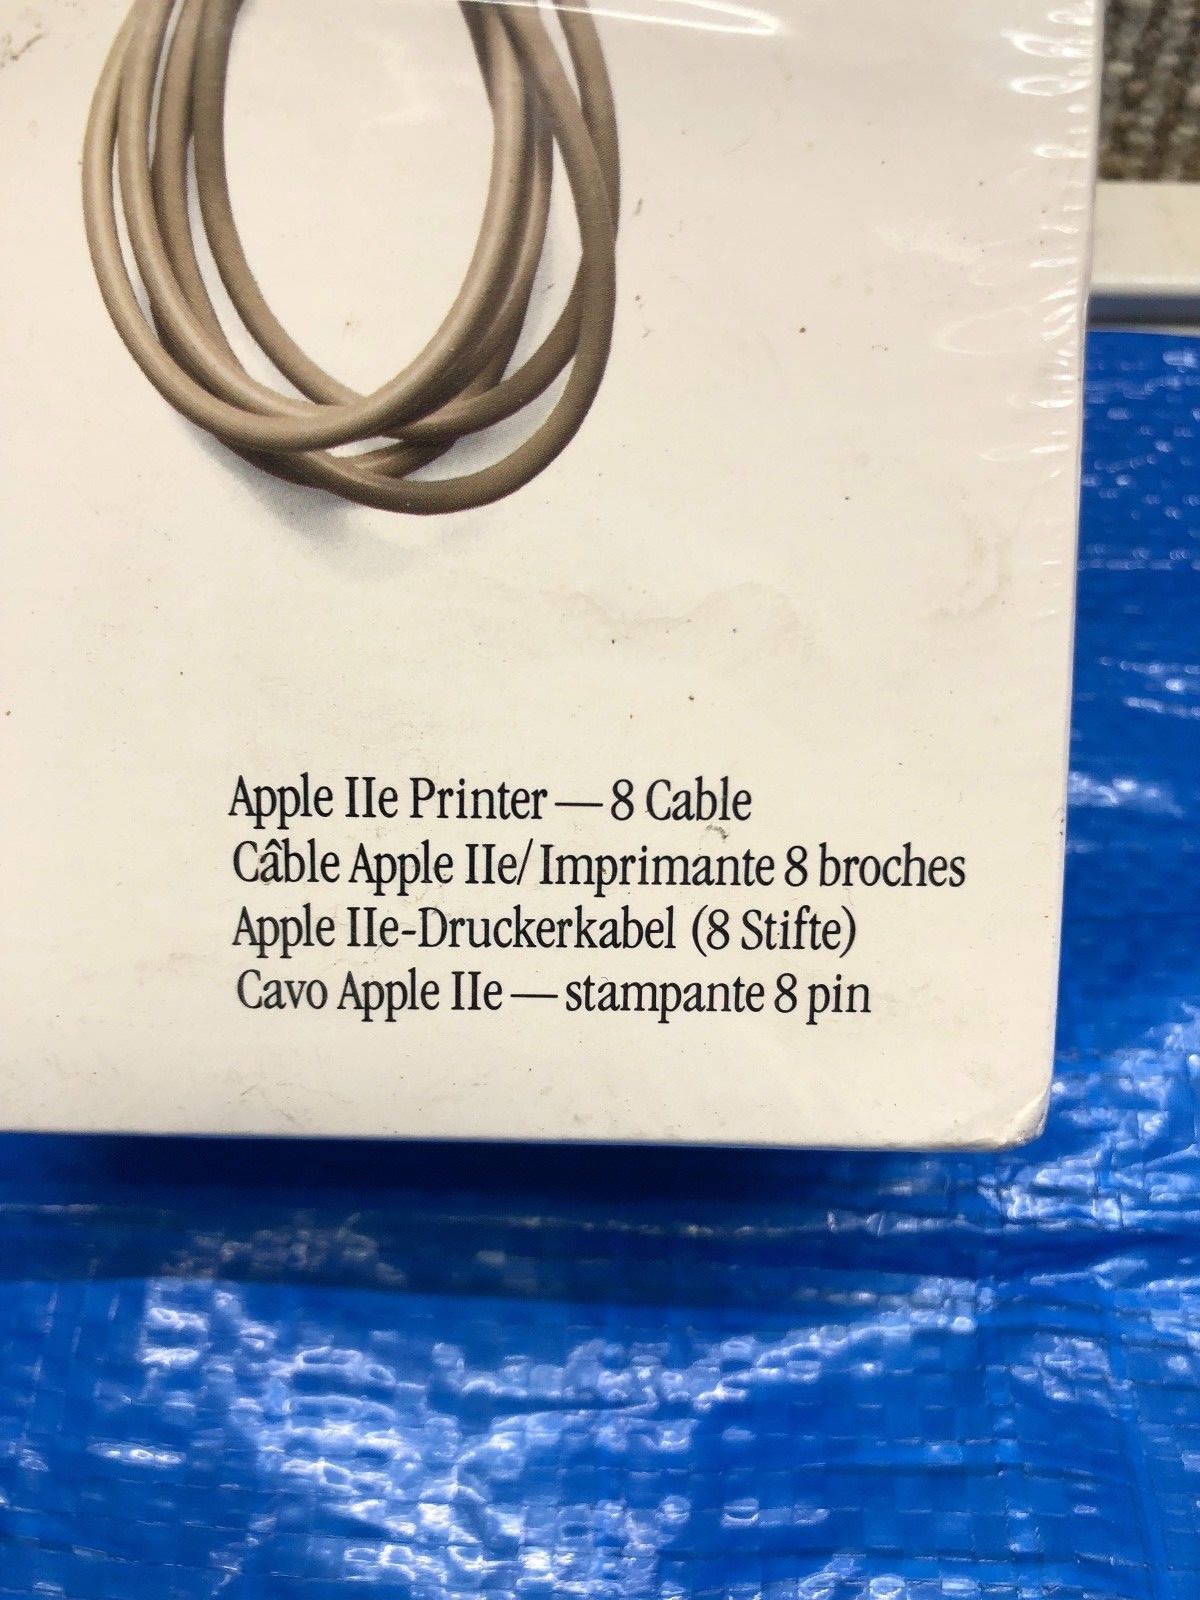 Apple IIe Printer — 8 Cable
Câble Apple IIe/Imprimante 8 broches
Apple IIe-Druckerkabel (8 Stifte)
Cavo Apple IIe — stampante 8 pin